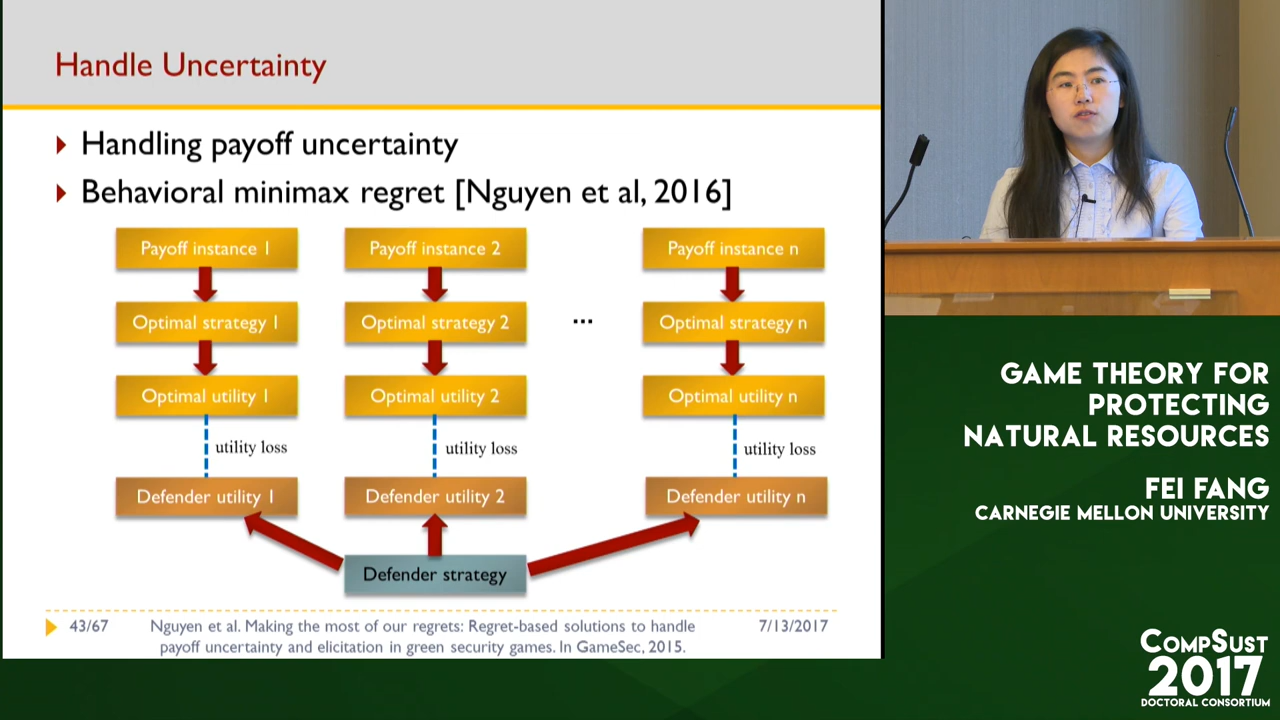 Handle Uncertainty
Handling payoff uncertainty
Behavioral minimax regret [Nguyen et al, 2016]
Payoff instance 1
Payoff instance 2
Payoff instance n
Optimal strategy 1
Optimal strategy 2
...
Optimal strategy n
Optimal utility 1
Optimal utility 2
Optimal utility n
utility loss
utility loss
utility loss
Defender utility 1
Defender utility 2
Defender utility n
Defender strategy
43/67
Nguyen et al. Making the most of our regrets: Regret-based solutions to handle
payoff uncertainty and elicitation in green security games. In GameSec, 2015.
7/13/2017
GAME THEORY FOR
PROTECTING
NATURAL RESOURCES
FEI FANG
CARNEGIE MELLON UNIVERSITY
COMPSUST
2017
DOCTORAL CONSORTIUM